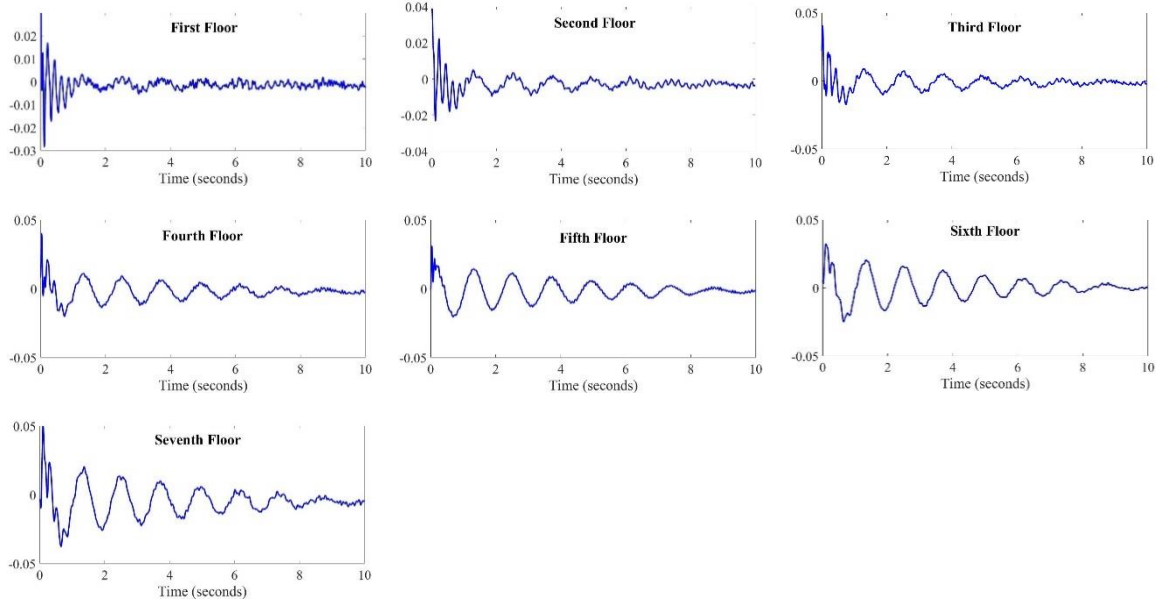 First Floor
0.02
0.01
0
-0.01
-0.02
-0.03
0 2 4 6 8 10
Time (seconds)
Second Floor
0.04
0.02
0
-0.02
-0.04
0 2 4 6 8 10
Time (seconds)
Third Floor
0.05
0
-0.05
0 2 4 6 8 10
Time (seconds)
Fourth Floor
0.05
0
-0.05
0 2 4 6 8 10
Time (seconds)
Fifth Floor
0.05
0
-0.05
0 2 4 6 8 10
Time (seconds)
Sixth Floor
0.05
0
-0.05
0 2 4 6 8 10
Time (seconds)
Seventh Floor
0.05
0
-0.05
0 2 4 6 8 10
Time (seconds)